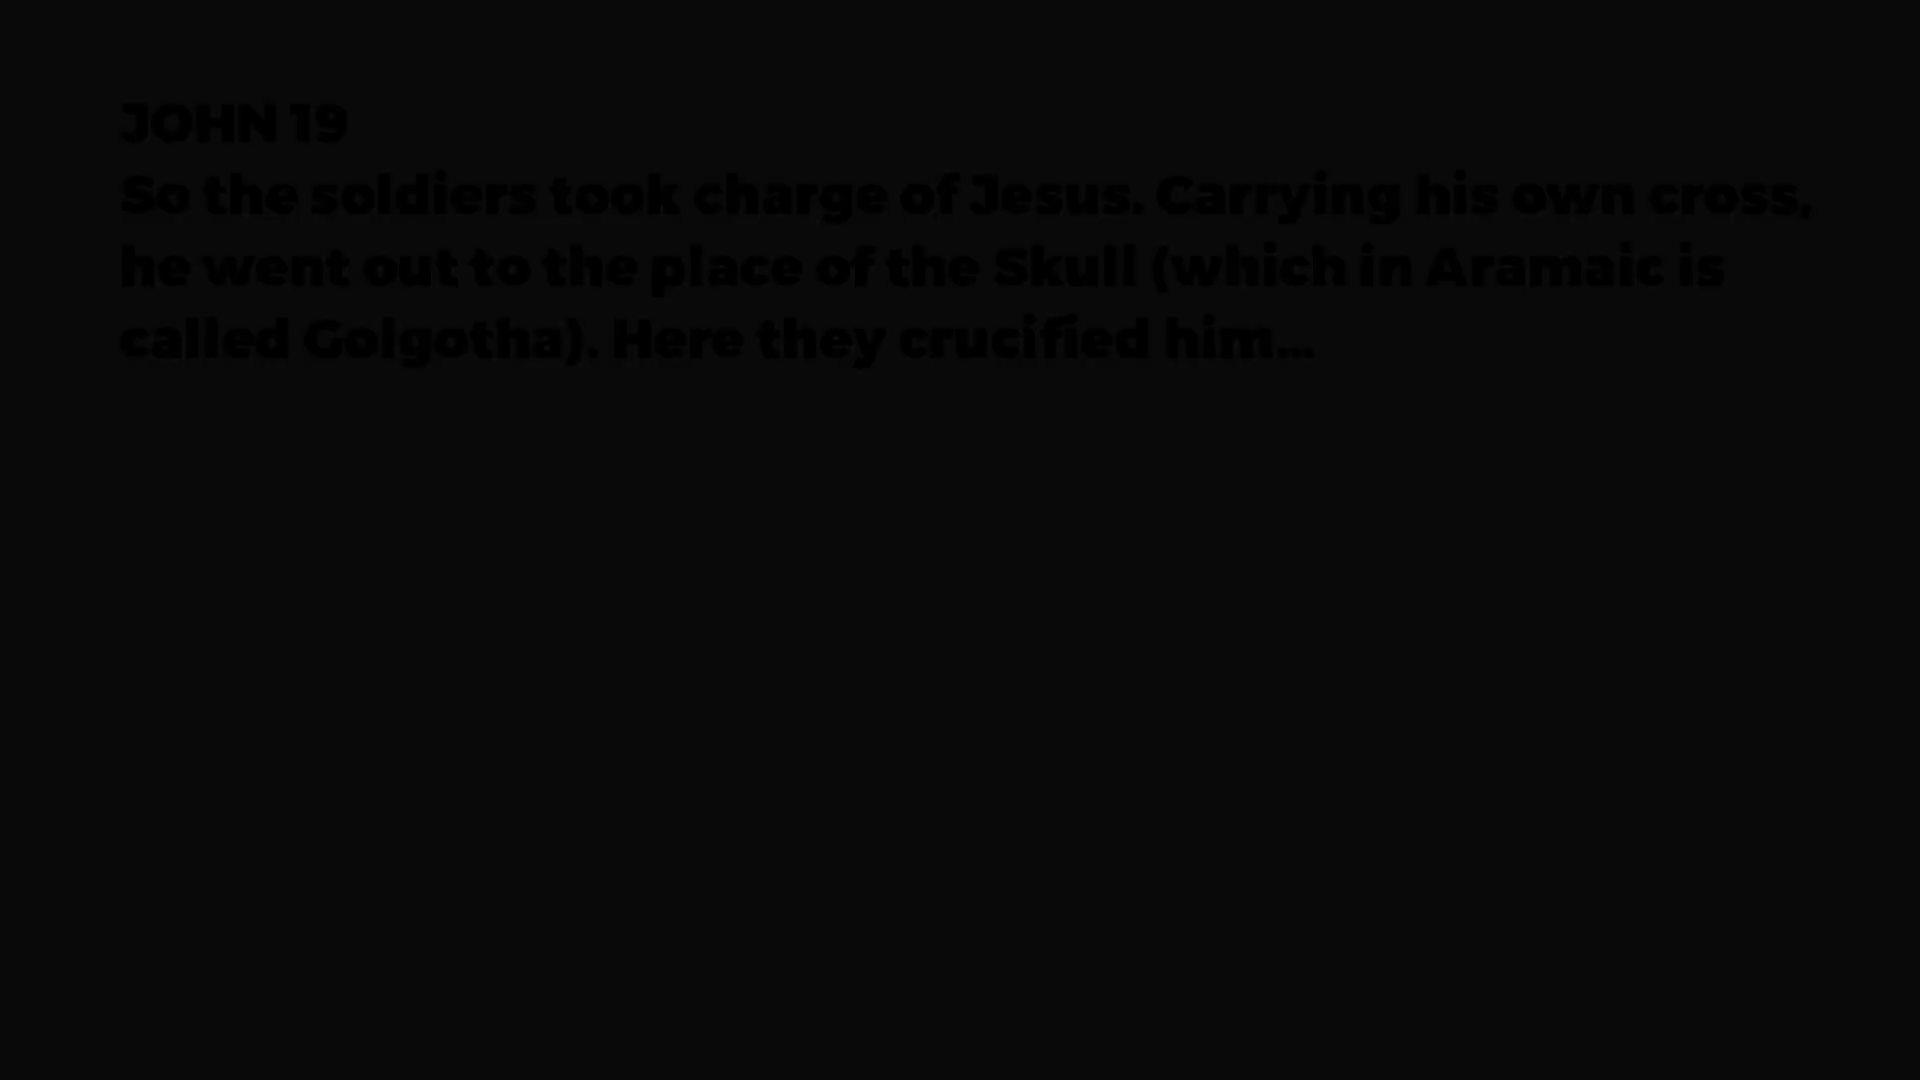 JOHN 19
So the soldiers took charge of Jesus. Carrying his own cross,
he went out to the place of the Skull (which in Aramaic is
called Golgotha). Here they crucified him...